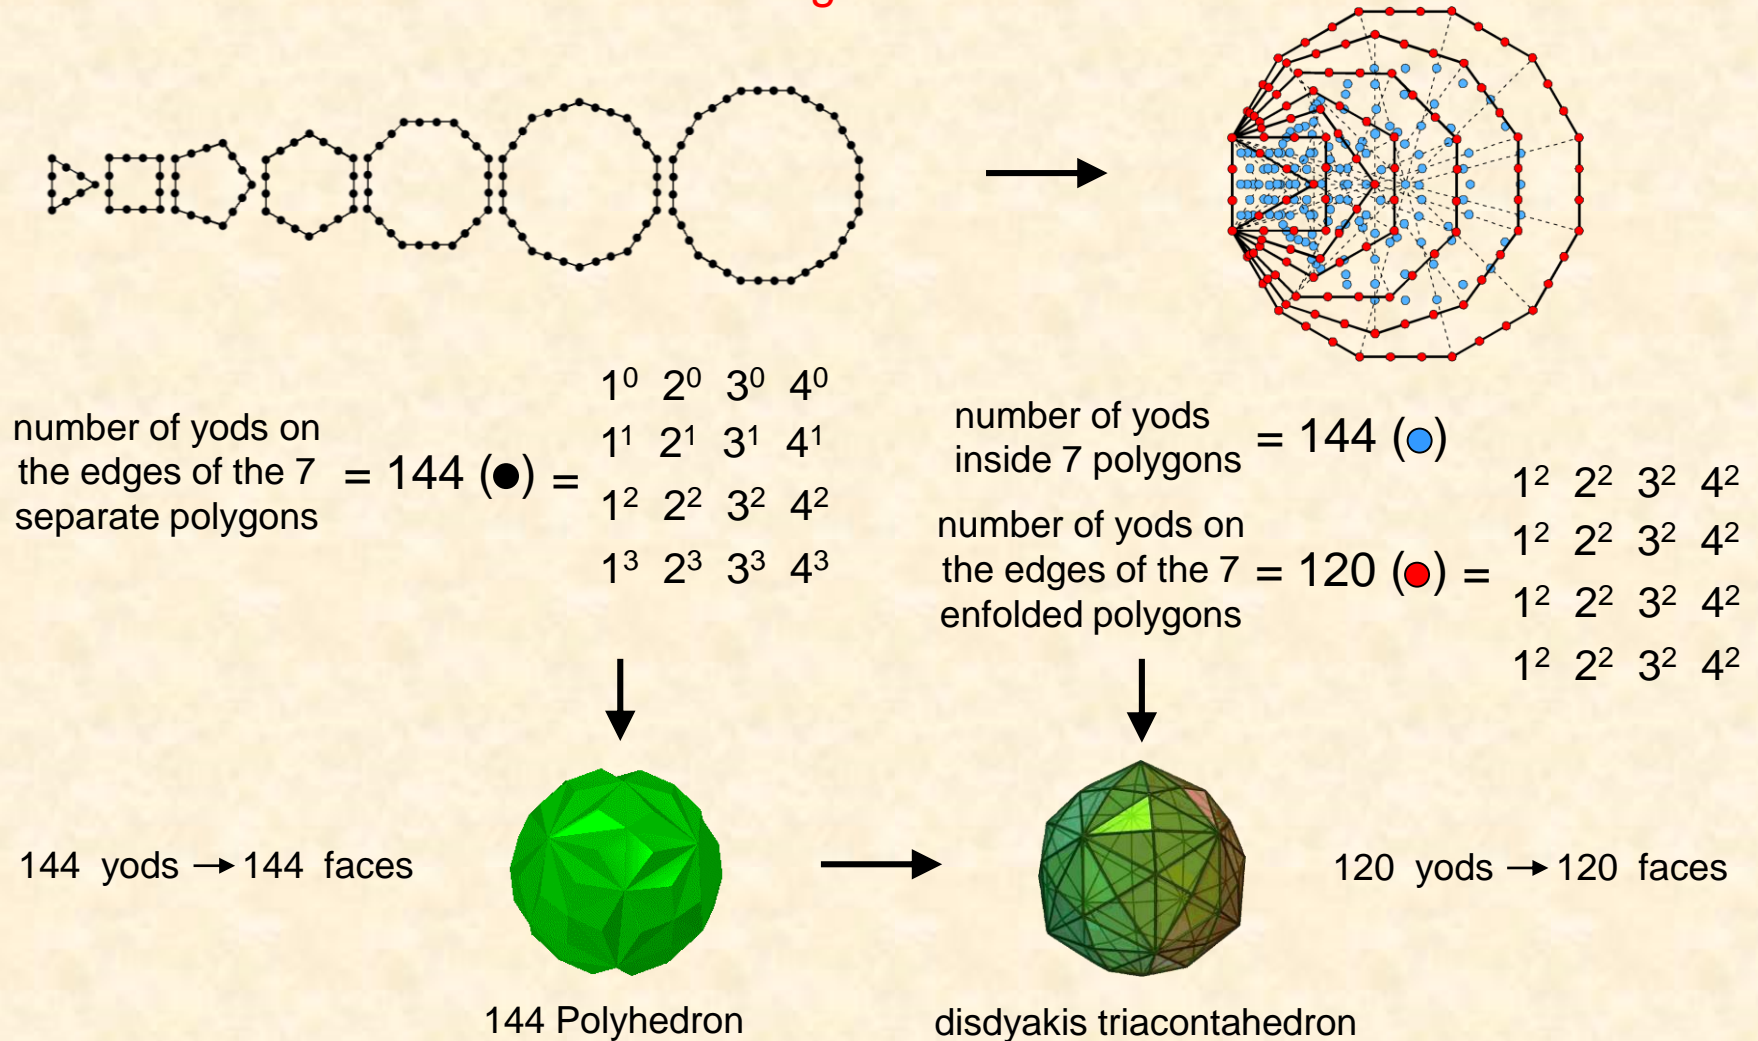 number of yods on
the edges of the 7
separate polygons
= 144 (●) =
1⁰ 2⁰ 3⁰ 4⁰
1¹ 2¹ 3¹ 4¹
1² 2² 3² 4²
1³ 2³ 3³ 4³
number of yods
inside 7 polygons
= 144 (●)
number of yods on
the edges of the 7
enfolded polygons
= 120 (●) =
1² 2² 3² 4²
1² 2² 3² 4²
1² 2² 3² 4²
1² 2² 3² 4²
144 yods → 144 faces
120 yods → 120 faces
144 Polyhedron
disdyakis triacontahedron